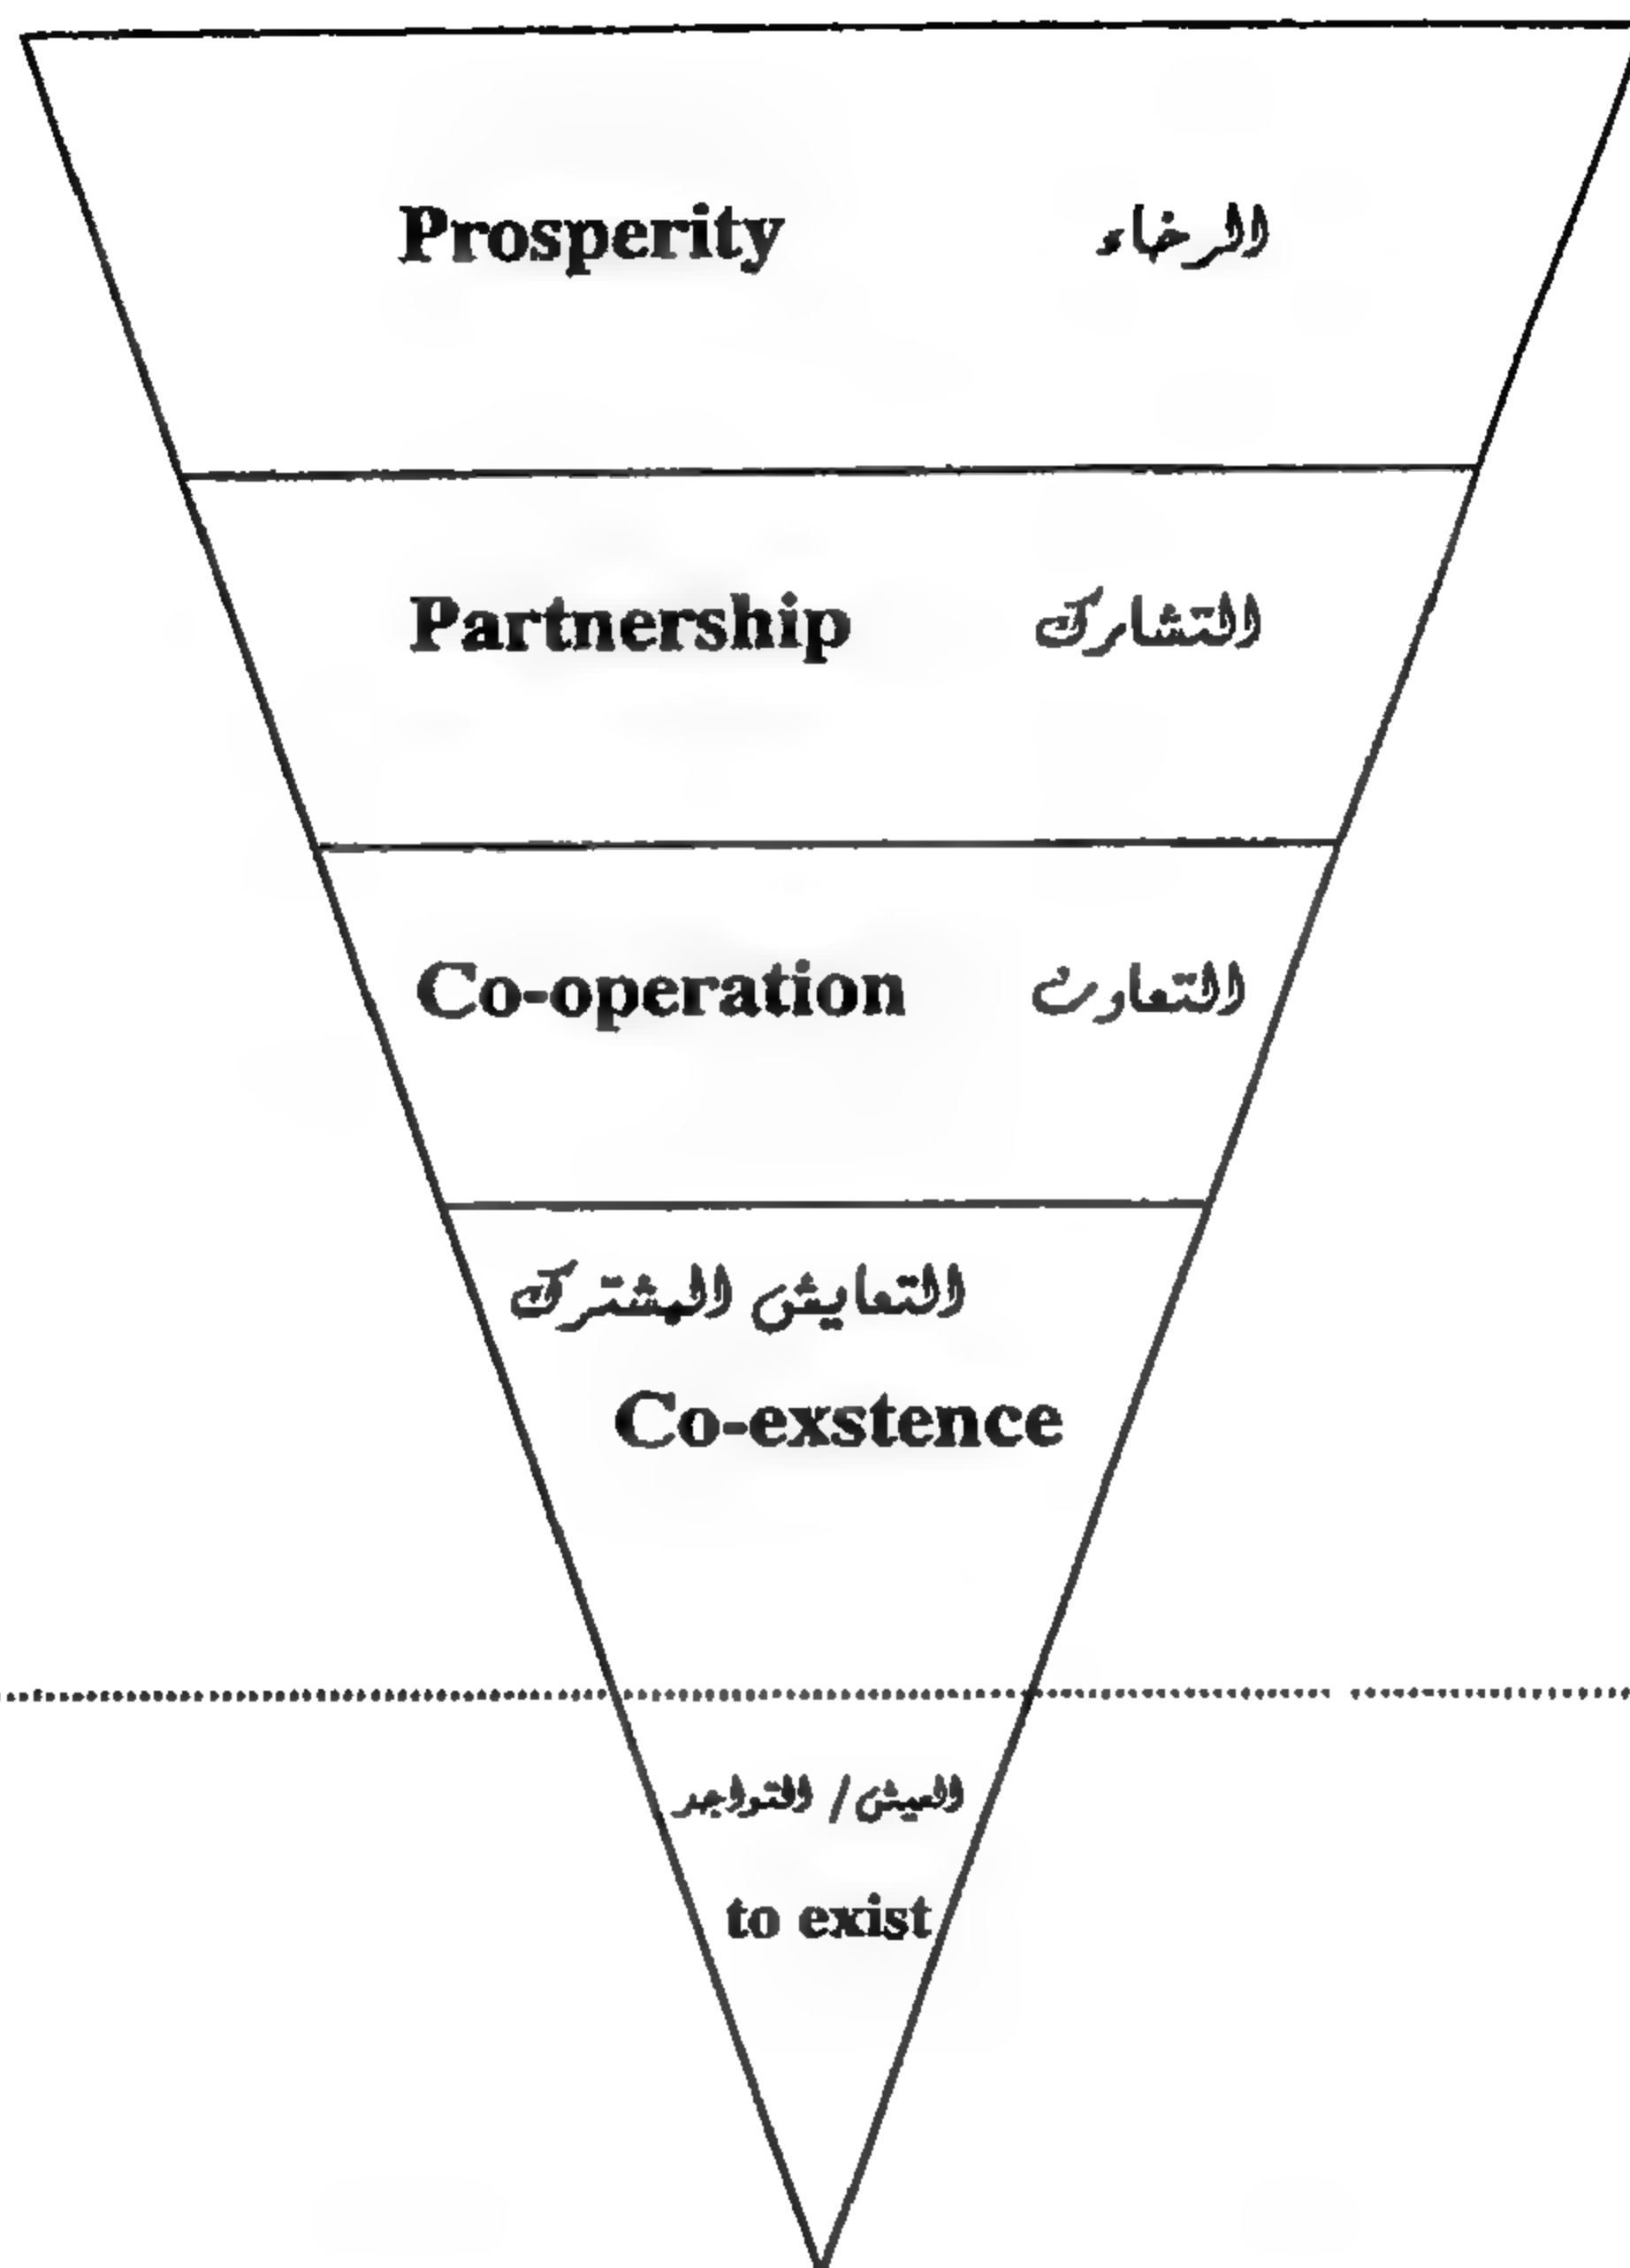 Prosperity الرخاء
Partnership التشارك
Co-operation التعاون
التعايش المشترك
Co-exstence
العيش / التواجد
to exist